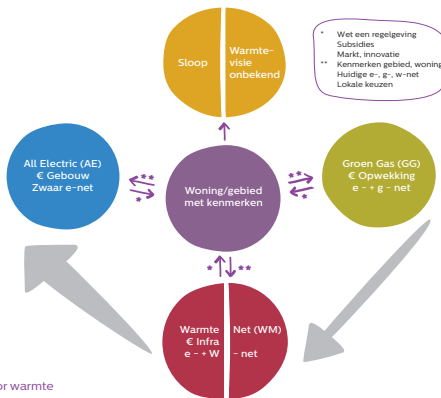 * Wet een regelgeving
Subsidies
Markt, innovatie
** Kenmerken gebied, woning
Huidige e-, g-, w-net
Lokale keuzen
Sloop
Warmte-
visie
onbekend
All Electric (AE)
€ Gebouw
Zwaar e-net
**
*
Woning/gebied
met kenmerken
**
*
Groen Gas (GG)
€ Opwekking
e - + g - net
*
**
Warmte Net (WM)
€ Infra
e - + W - net
or warmte